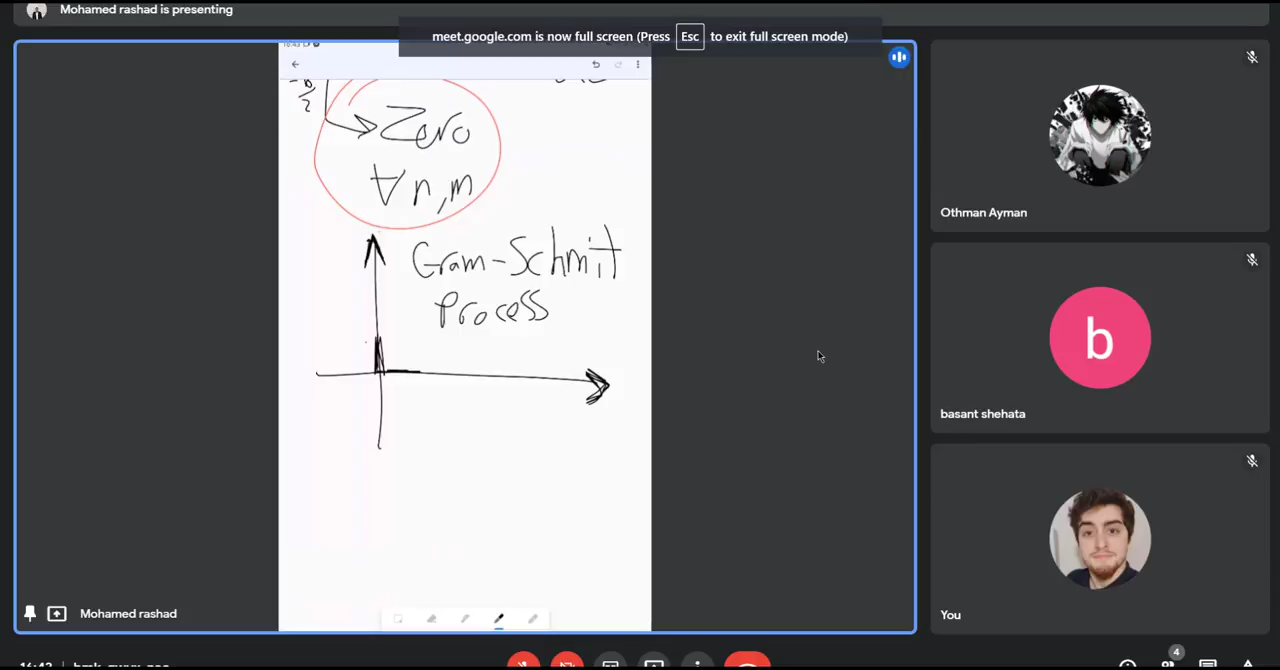 Mohamed rashad is presenting
meet.google.com is now full screen (Press Esc to exit full screen mode)
Zero
∀ n,m
Gram-Schmit
Process
Othman Ayman
b
basant shehata
You
Mohamed rashad
4